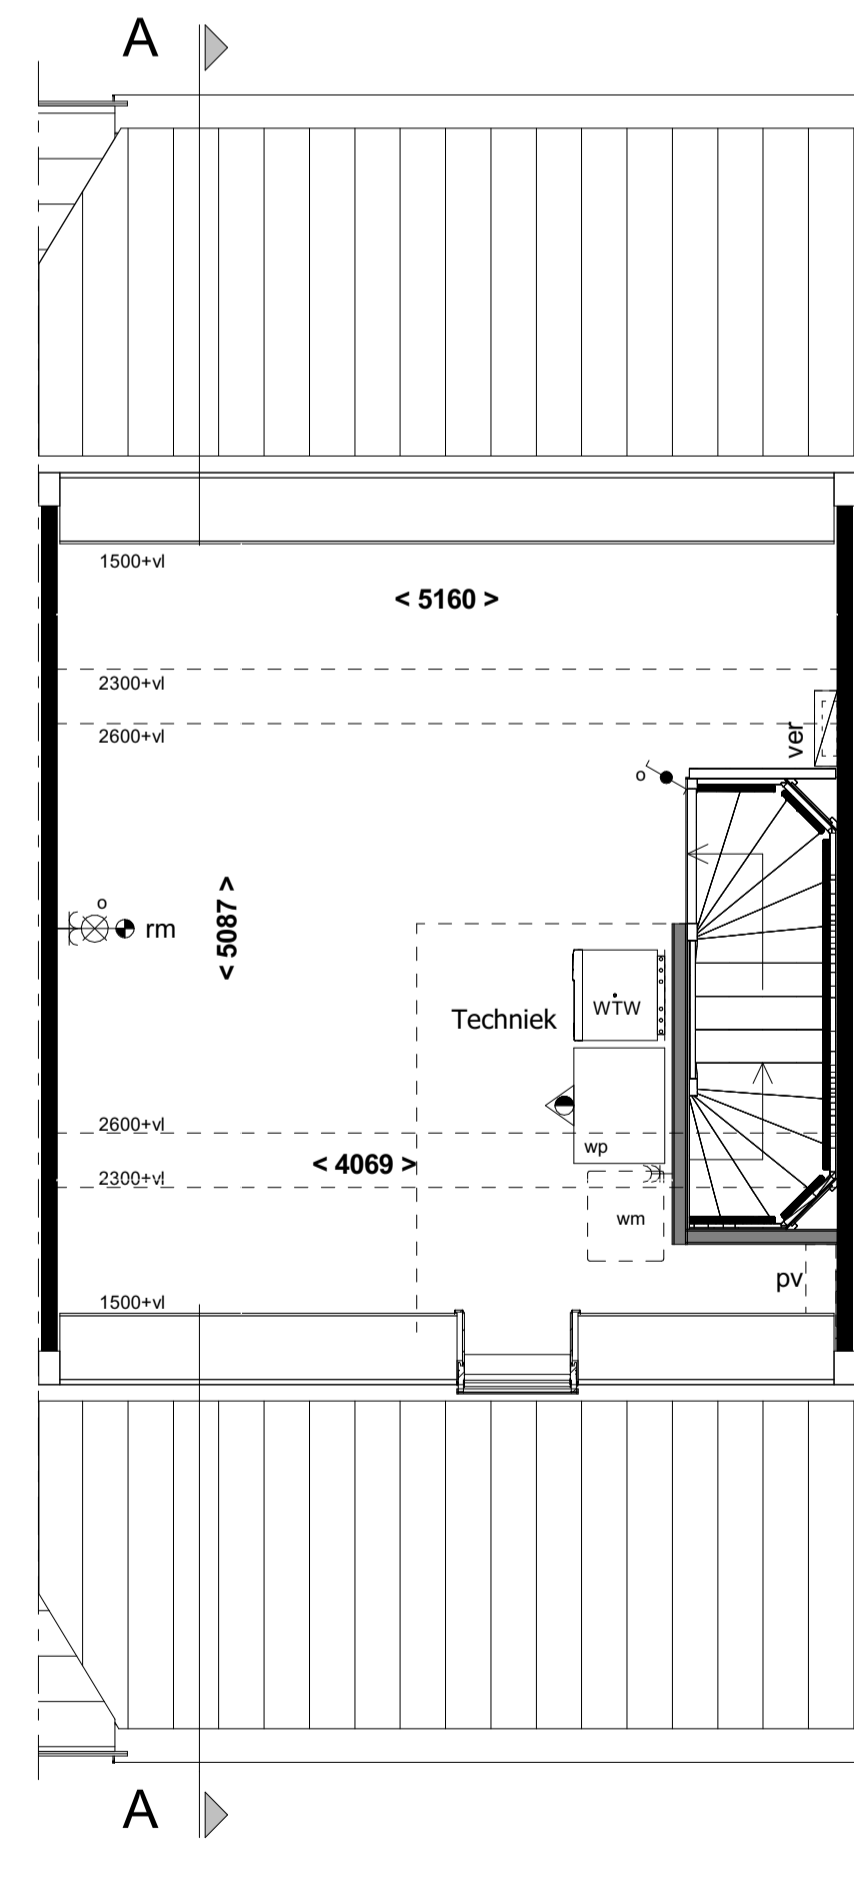 A
1500+vl
< 5160 >
2300+vl
2600+vl
ver
o
o
rm
< 5087 >
WTW
Techniek
2600+vl
wp
< 4069 >
2300+vl
wm
pv
1500+vl
A